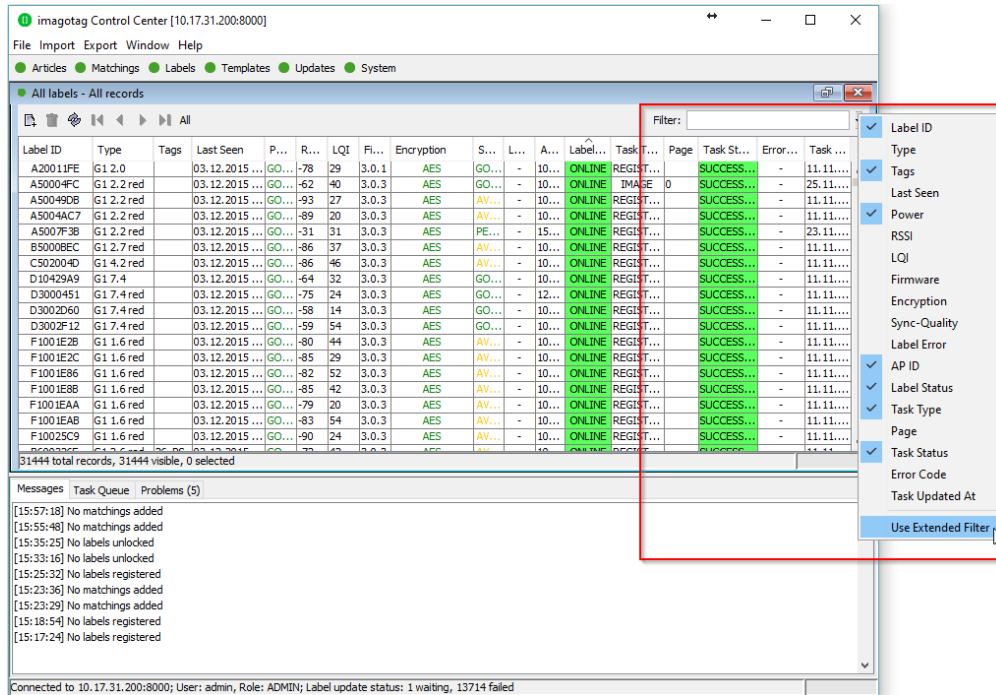 imagotag Control Center [10.17.31.200:8000]
File Import Export Window Help
Articles Matchings Labels Templates Updates System
All labels - All records
All Filter:
Label ID Type Tags Last Seen P... R... LQI Fi... Encryption S... L... A... Label... Task T... Page Task St... Error... Task ...
A20011FE G1 2.0 03.12.2015 ... GO... -78 29 3.0.1 AES GO... - 10... ONLINE REGIST... SUCCESS... - 11.11....
A50004FC G1 2.2 red 03.12.2015 ... GO... -62 40 3.0.3 AES GO... - 10... ONLINE IMAGE 0 SUCCESS... - 25.11....
A50049DB G1 2.2 red 03.12.2015 ... GO... -93 27 3.0.3 AES AV... - 10... ONLINE REGIST... SUCCESS... - 11.11....
A5004AC7 G1 2.2 red 03.12.2015 ... GO... -89 20 3.0.3 AES AV... - 10... ONLINE REGIST... SUCCESS... - 11.11....
A5007F3B G1 2.2 red 03.12.2015 ... GO... -31 31 3.0.3 AES PE... - 15... ONLINE REGIST... SUCCESS... - 23.11....
B5000BEC G1 2.7 red 03.12.2015 ... GO... -86 37 3.0.3 AES AV... - 10... ONLINE REGIST... SUCCESS... - 11.11....
C502004D G1 4.2 red 03.12.2015 ... GO... -86 46 3.0.3 AES AV... - 10... ONLINE REGIST... SUCCESS... - 11.11....
D10429A9 G1 7.4 03.12.2015 ... GO... -64 32 3.0.3 AES GO... - 10... ONLINE REGIST... SUCCESS... - 11.11....
D3000451 G1 7.4 red 03.12.2015 ... GO... -75 24 3.0.3 AES GO... - 12... ONLINE REGIST... SUCCESS... - 11.11....
D3002D60 G1 7.4 red 03.12.2015 ... GO... -58 14 3.0.3 AES GO... - 10... ONLINE REGIST... SUCCESS... - 11.11....
D3002F12 G1 7.4 red 03.12.2015 ... GO... -59 54 3.0.3 AES GO... - 10... ONLINE REGIST... SUCCESS... - 11.11....
F1001E2B G1 1.6 red 03.12.2015 ... GO... -80 44 3.0.3 AES AV... - 10... ONLINE REGIST... SUCCESS... - 11.11....
F1001E2C G1 1.6 red 03.12.2015 ... GO... -85 29 3.0.3 AES AV... - 10... ONLINE REGIST... SUCCESS... - 11.11....
F1001E86 G1 1.6 red 03.12.2015 ... GO... -82 52 3.0.3 AES AV... - 10... ONLINE REGIST... SUCCESS... - 11.11....
F1001E8B G1 1.6 red 03.12.2015 ... GO... -85 42 3.0.3 AES AV... - 10... ONLINE REGIST... SUCCESS... - 11.11....
F1001EAA G1 1.6 red 03.12.2015 ... GO... -79 20 3.0.3 AES AV... - 10... ONLINE REGIST... SUCCESS... - 11.11....
F1001EAB G1 1.6 red 03.12.2015 ... GO... -83 54 3.0.3 AES AV... - 10... ONLINE REGIST... SUCCESS... - 11.11....
F10025C9 G1 1.6 red 03.12.2015 ... GO... -90 24 3.0.3 AES AV... - 10... ONLINE REGIST... SUCCESS... - 11.11....
31444 total records, 31444 visible, 0 selected
Label ID
Type
Tags
Last Seen
Power
RSSI
LQI
Firmware
Encryption
Sync-Quality
Label Error
AP ID
Label Status
Task Type
Page
Task Status
Error Code
Task Updated At
Use Extended Filter
Messages Task Queue Problems (5)
[15:57:18] No matchings added
[15:55:48] No matchings added
[15:35:25] No labels unlocked
[15:33:16] No labels unlocked
[15:25:32] No labels registered
[15:23:36] No matchings added
[15:23:29] No matchings added
[15:18:54] No labels registered
[15:17:24] No labels registered
Connected to 10.17.31.200:8000; User: admin, Role: ADMIN; Label update status: 1 waiting, 13714 failed